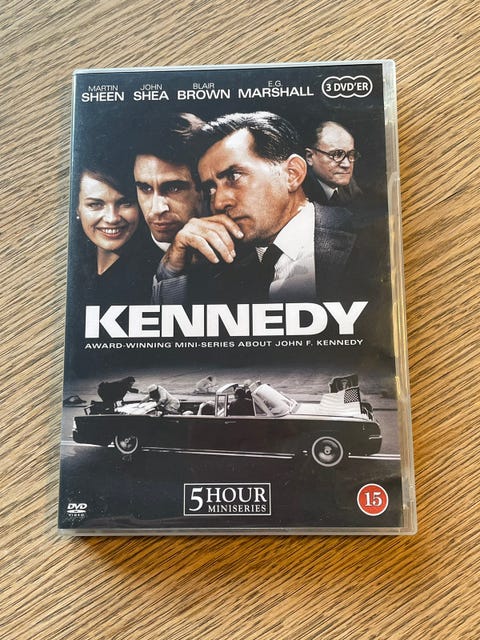 MARTIN SHEEN
JOHN SHEA
BLAIR BROWN
E.G. MARSHALL
3 DVD'ER
KENNEDY
AWARD-WINNING MINI-SERIES ABOUT JOHN F. KENNEDY
DVD
VIDEO
5 HOUR
MINISERIES
15